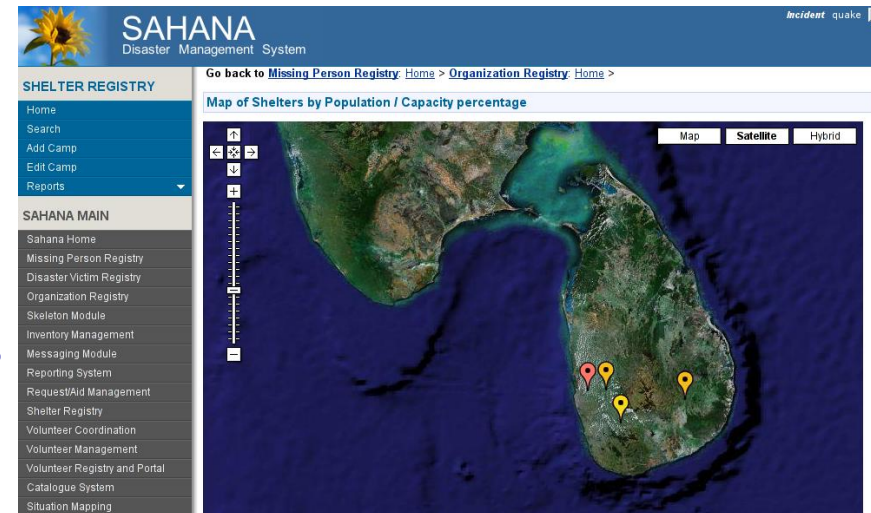 SAHANA
Disaster Management System
Incident quake
SHELTER REGISTRY
Home
Search
Add Camp
Edit Camp
Reports
SAHANA MAIN
Sahana Home
Missing Person Registry
Disaster Victim Registry
Organization Registry
Skeleton Module
Inventory Management
Messaging Module
Reporting System
Request/Aid Management
Shelter Registry
Volunteer Coordination
Volunteer Management
Volunteer Registry and Portal
Catalogue System
Situation Mapping
Go back to Missing Person Registry: Home > Organization Registry: Home >
Map of Shelters by Population / Capacity percentage
Map Satellite Hybrid